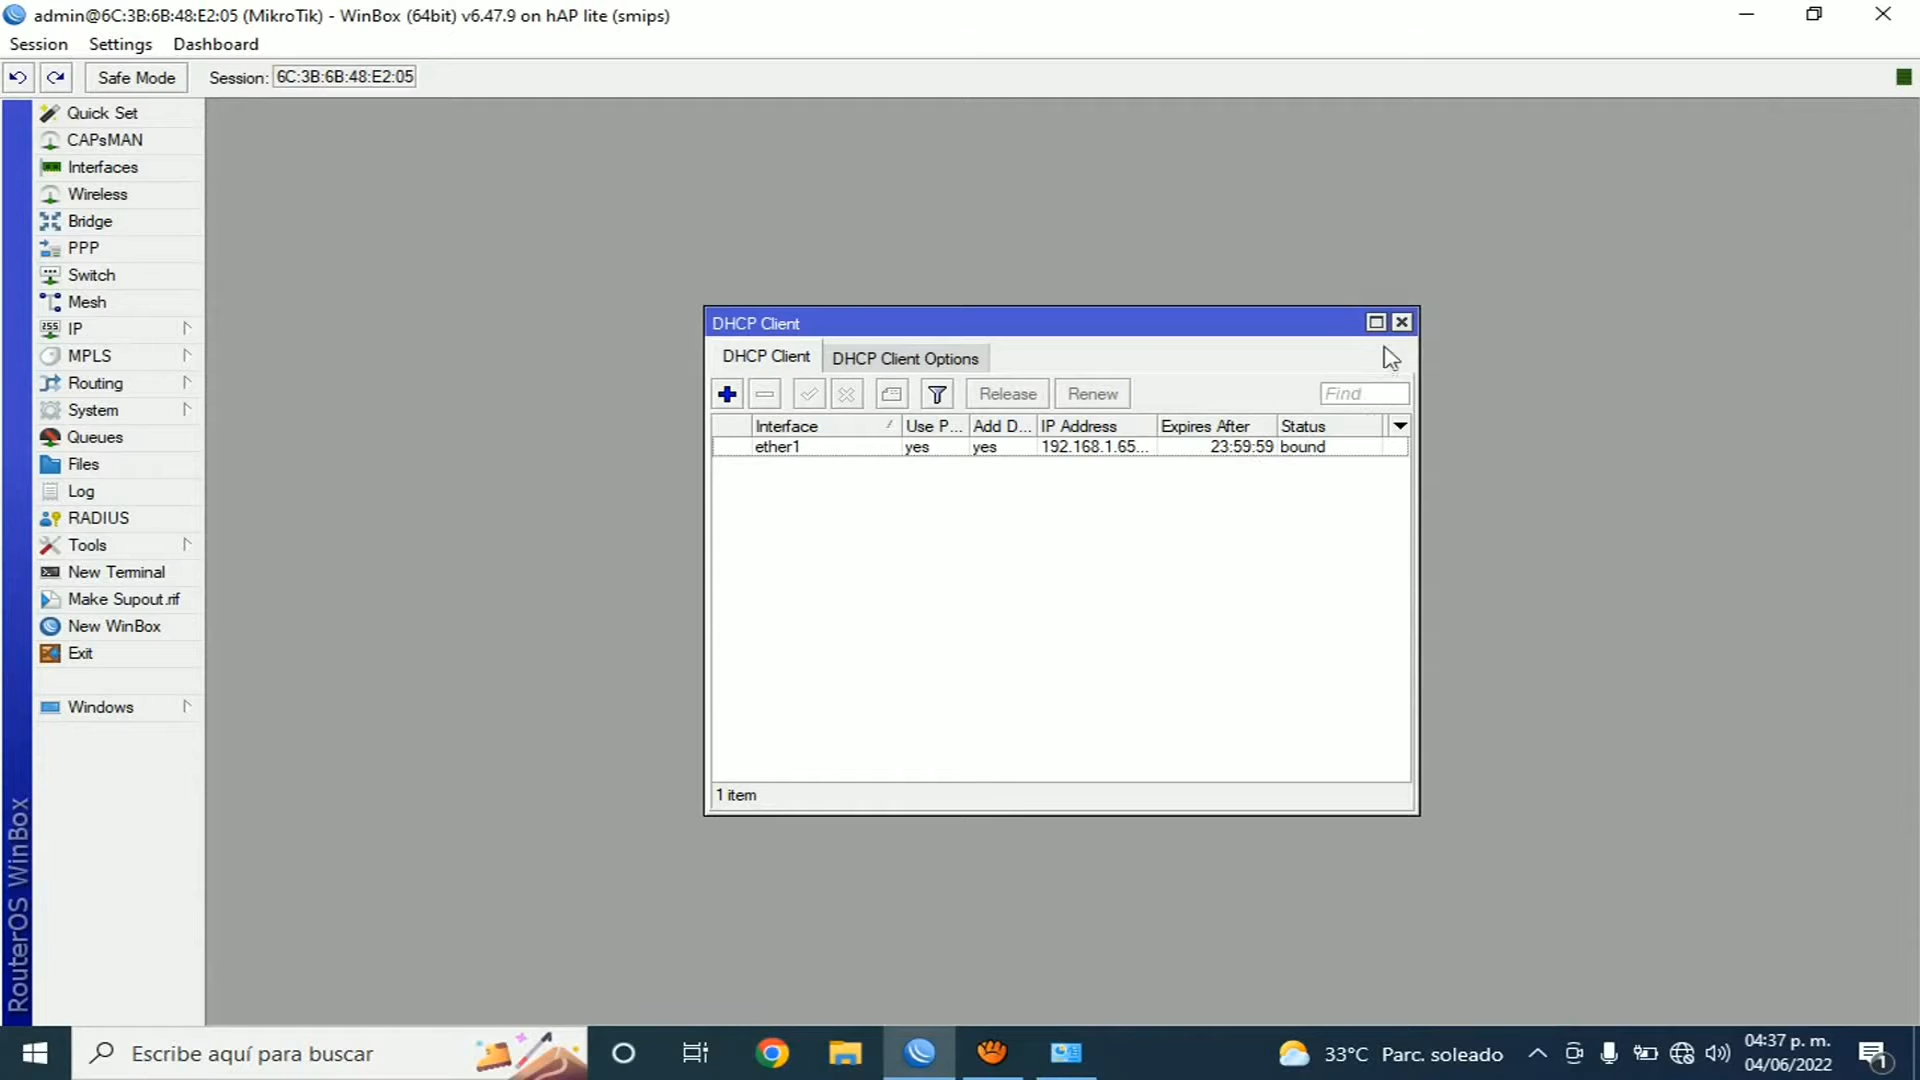 admin@6C:3B:6B:48:E2:05 (MikroTik) - WinBox (64bit) v6.47.9 on hAP lite (smips)
Session Settings Dashboard
Safe Mode Session: 6C:3B:6B:48:E2:05
Quick Set
CAPsMAN
Interfaces
Wireless
Bridge
PPP
Switch
Mesh
255 IP
MPLS
Routing
System
Queues
Files
Log
RADIUS
Tools
New Terminal
Make Supout.rif
New WinBox
Exit
Windows
RouterOS WinBox
DHCP Client
DHCP Client DHCP Client Options
Release Renew Find
Interface Use P... Add D... IP Address Expires After Status
ether1 yes yes 192.168.1.65... 23:59:59 bound
1 item
Escribe aquí para buscar
33°C Parc. soleado
04:37 p. m.
04/06/2022
1